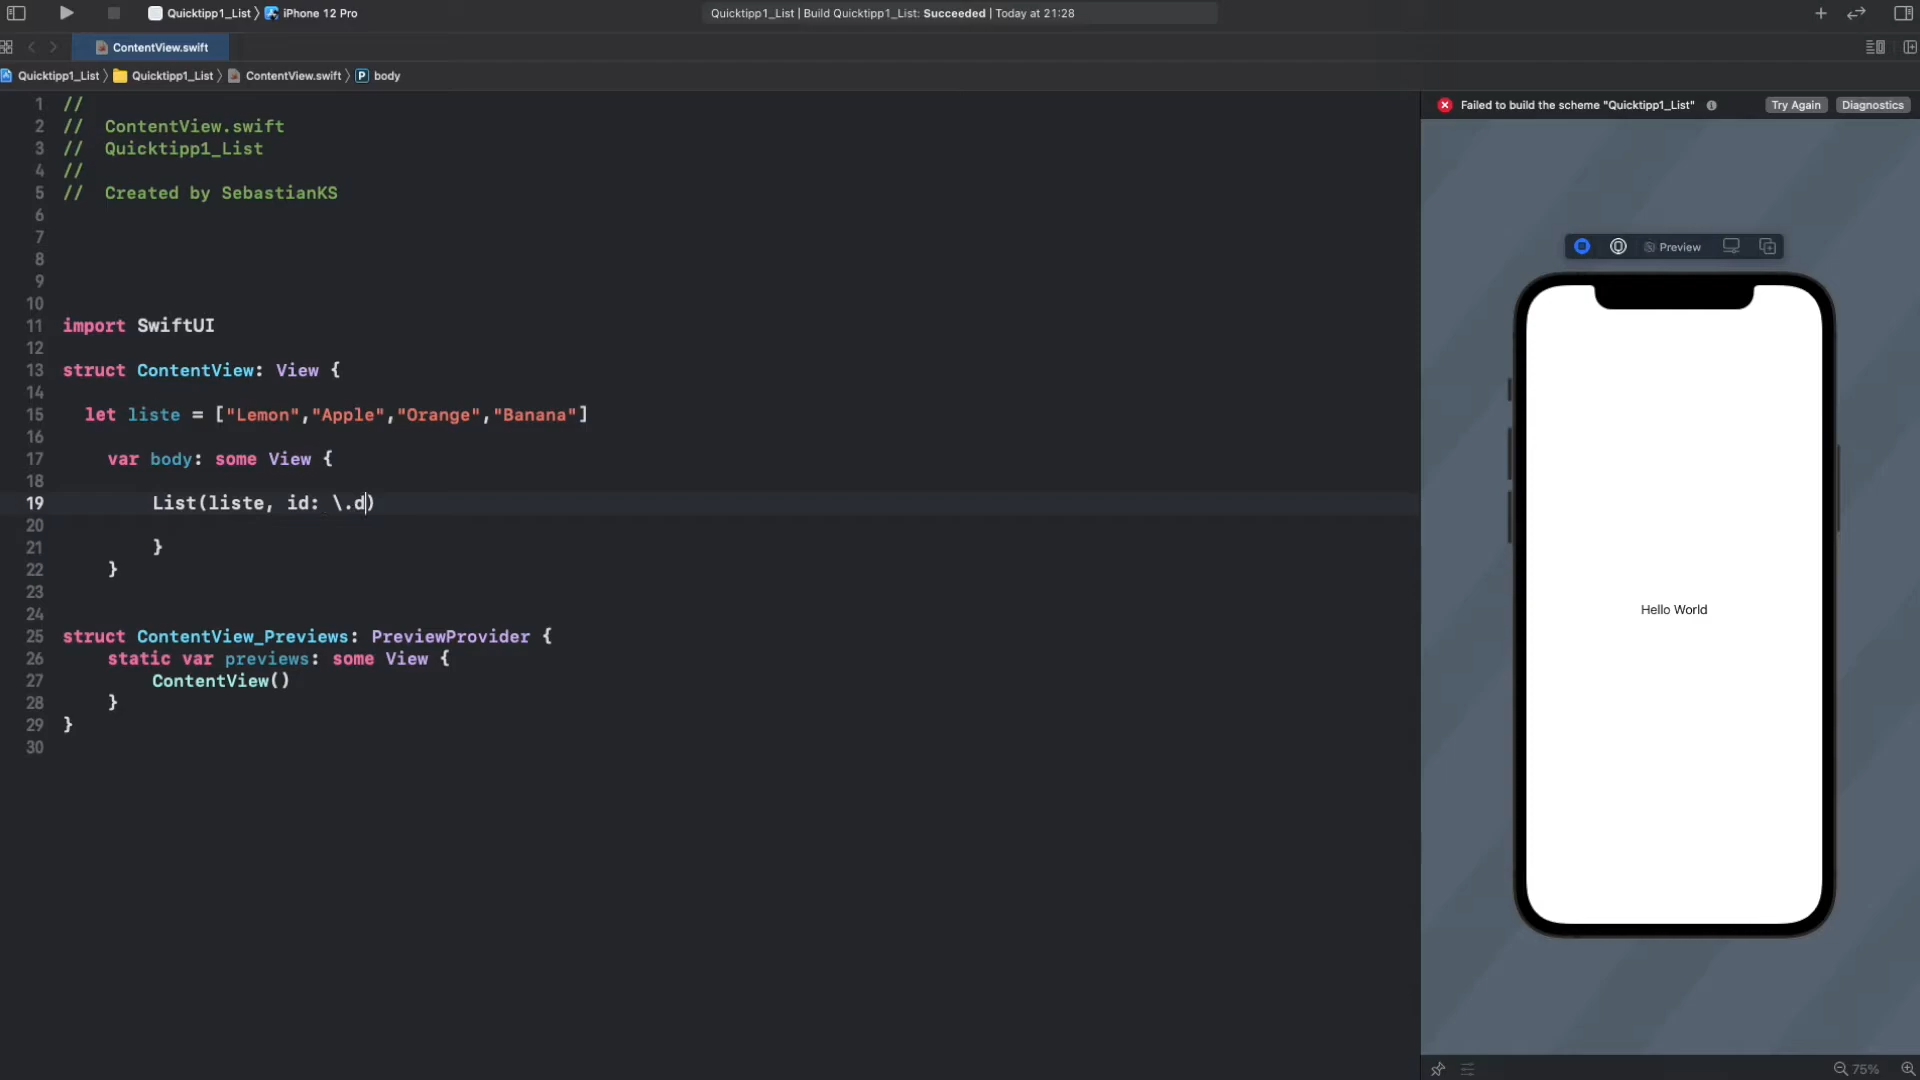 Quicktipp1_List 〉 iPhone 12 Pro
Quicktipp1_List | Build Quicktipp1_List: Succeeded | Today at 21:28
ContentView.swift
Quicktipp1_List 〉 Quicktipp1_List 〉 ContentView.swift 〉 P body
Failed to build the scheme "Quicktipp1_List"
Try Again
Diagnostics
1 //
2 //  ContentView.swift
3 //  Quicktipp1_List
4 //
5 //  Created by SebastianKS
6
7
8
9
10
11 import SwiftUI
12
13 struct ContentView: View {
14
15   let liste = ["Lemon","Apple","Orange","Banana"]
16
17     var body: some View {
18
19         List(liste, id: \.d)
20
21         }
22     }
23
24
25 struct ContentView_Previews: PreviewProvider {
26     static var previews: some View {
27         ContentView()
28     }
29 }
30
Preview
Hello World
75%